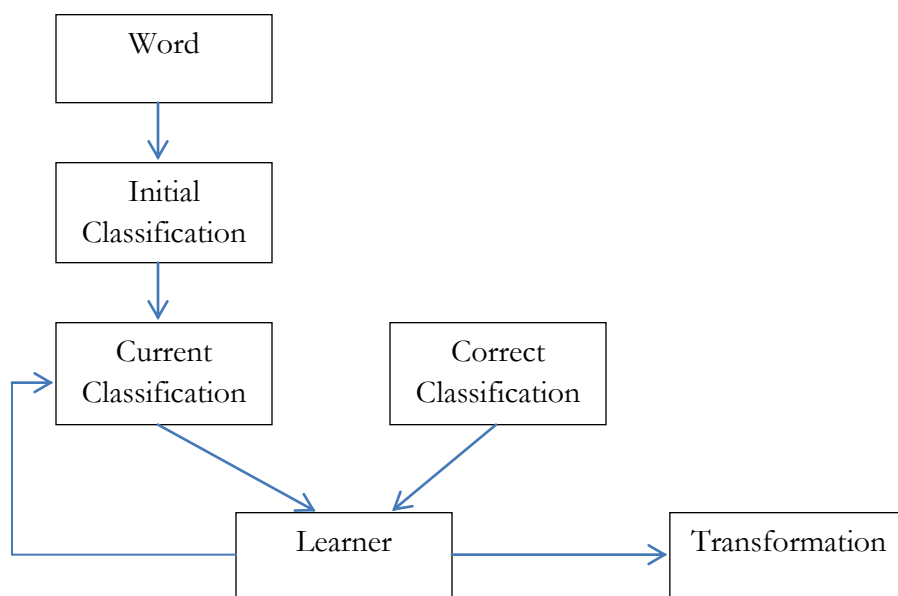 Word
Initial
Classification
Current
Classification
Correct
Classification
Learner
Transformation